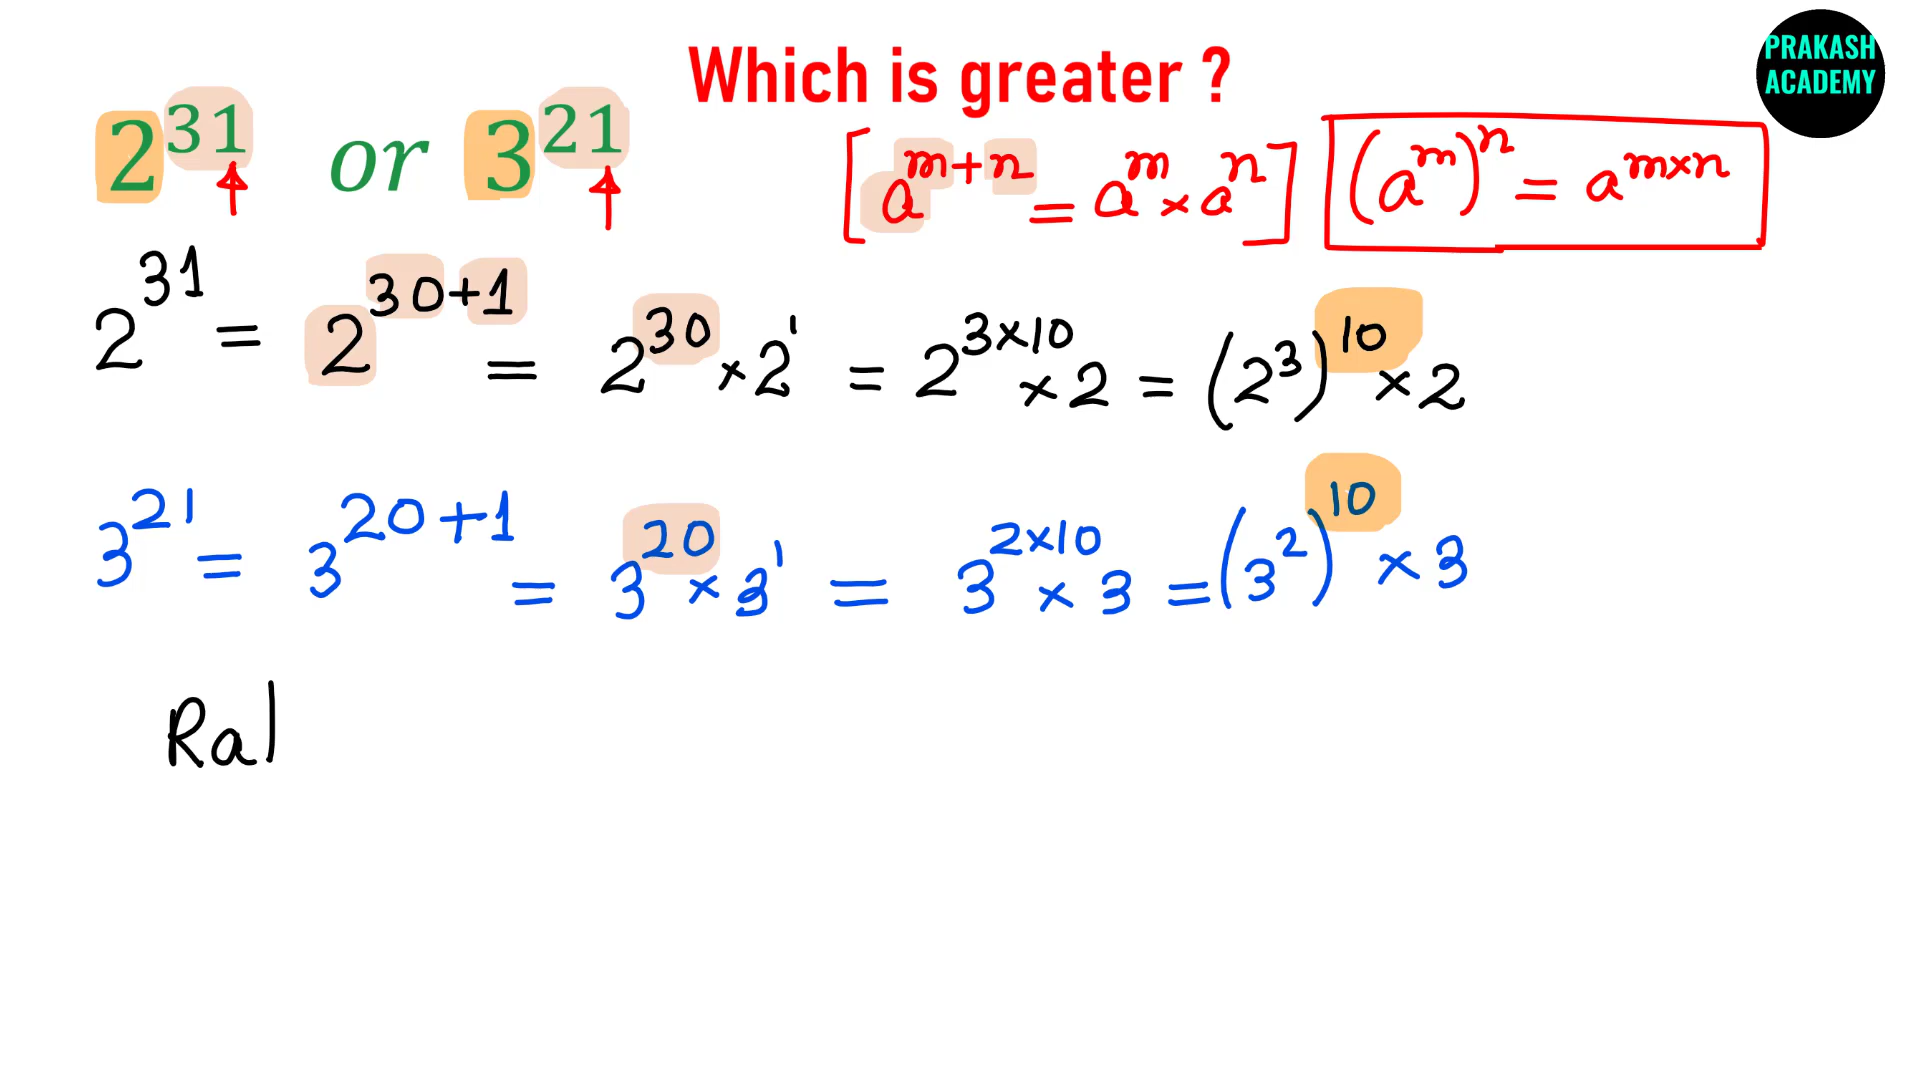 Which is greater ?
PRAKASH
ACADEMY
2^31 or 3^21
[a^m+n = a^m × a^n] (a^m)^n = a^m×n
2^31 = 2^30+1 = 2^30 × 2^1 = 2^3×10 × 2 = (2^3)^10 × 2
3^21 = 3^20+1 = 3^20 × 3^1 = 3^2×10 × 3 = (3^2)^10 × 3
Ral